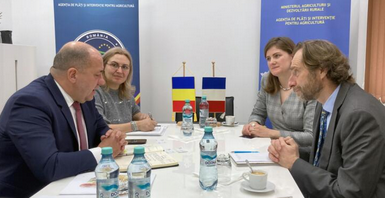 AGENȚIA DE PLĂȚI ȘI INTERVENȚIE
PENTRU AGRICULTURĂ
ROMANIA
MINISTERUL AGRICULTURII ȘI
DEZVOLTĂRII RURALE
AGENȚIA DE PLĂȚI ȘI INTERVENȚIE
PENTRU AGRICULTURĂ